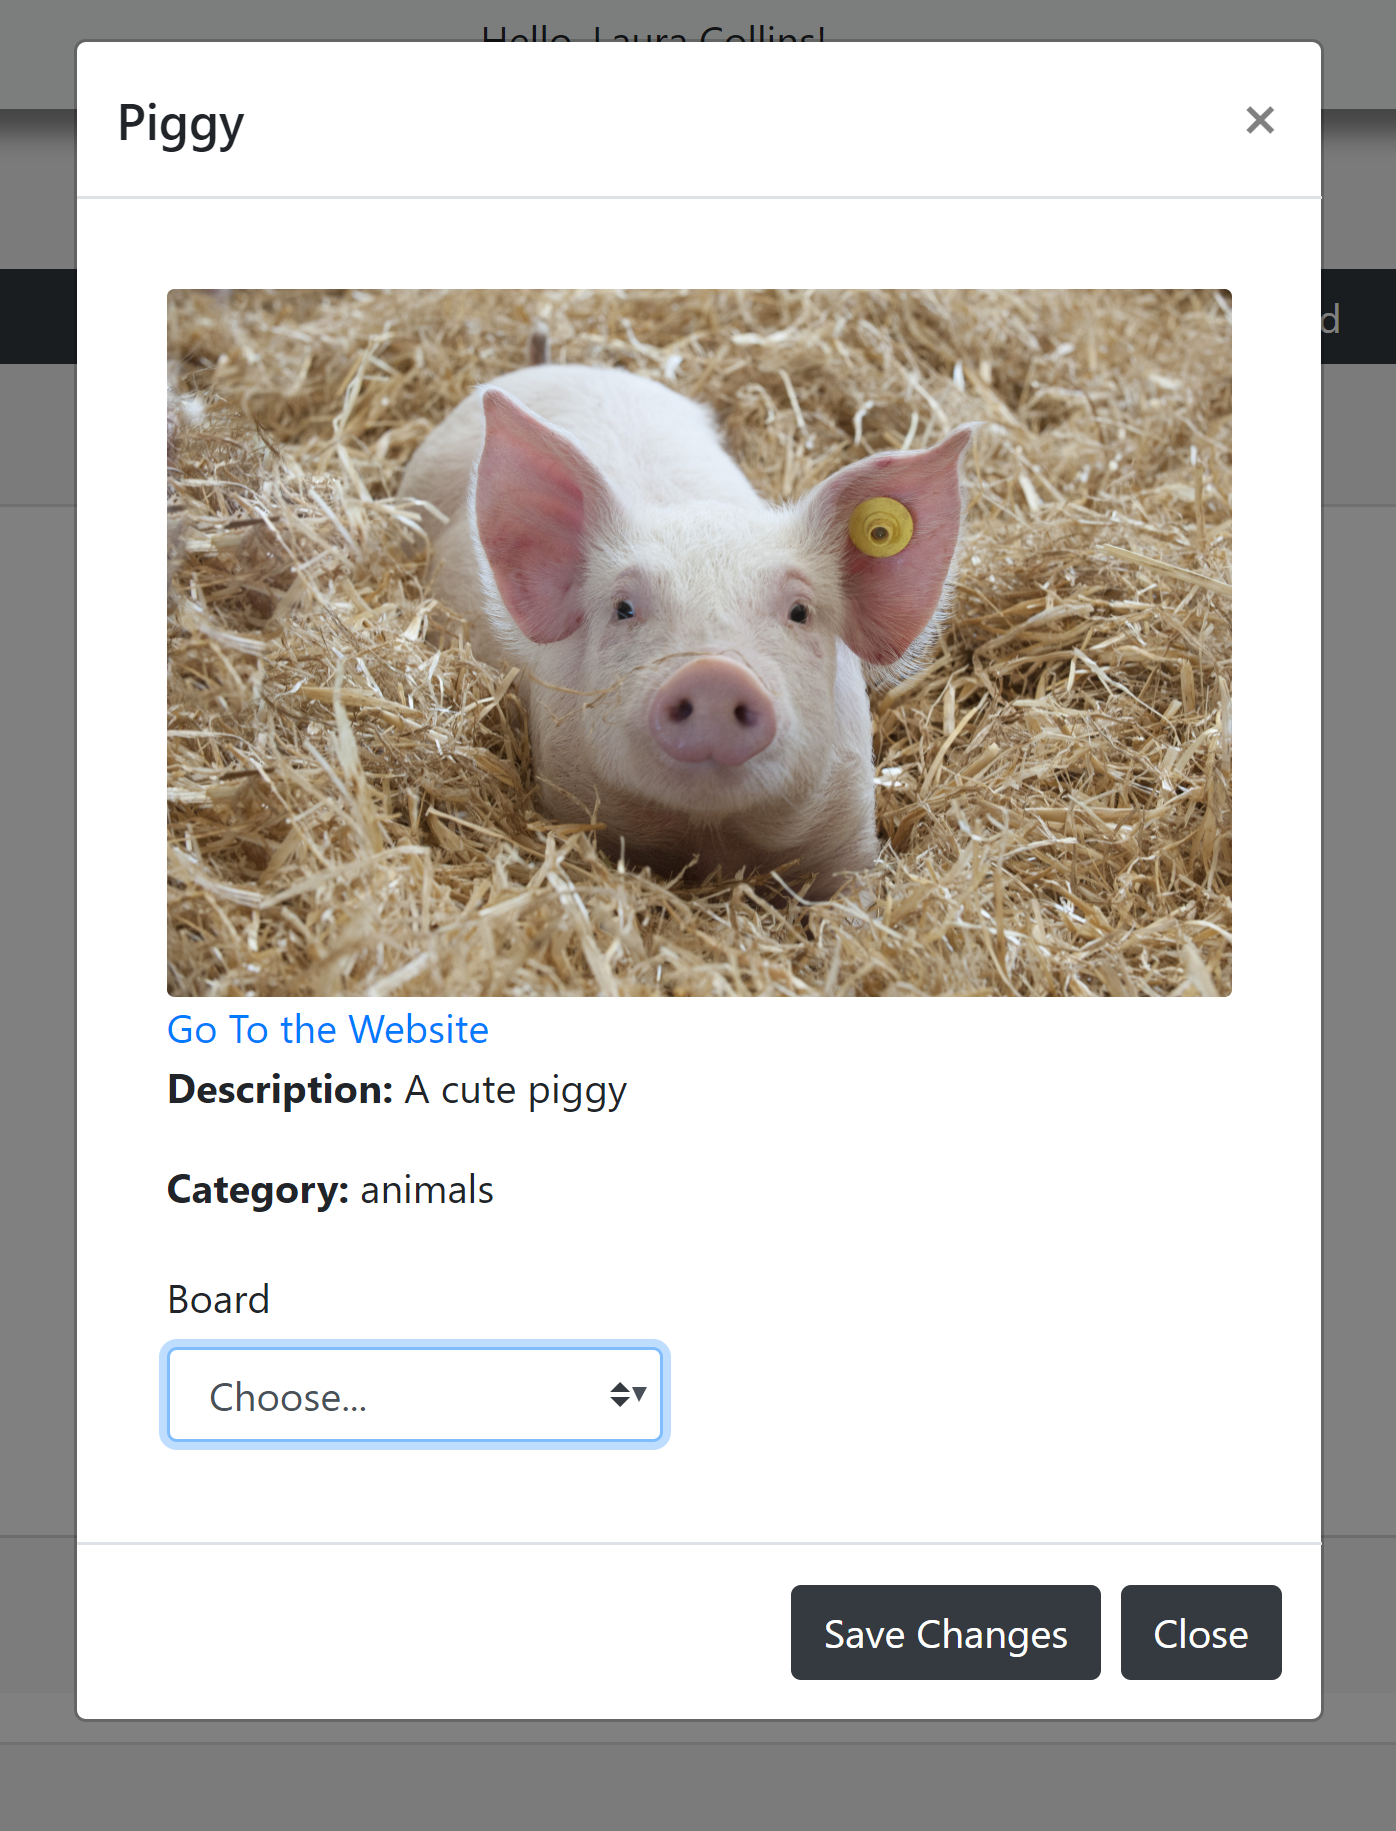 Hello, Laura Collins!
Piggy
×
d
Go To the Website
Description: A cute piggy
Category: animals
Board
Choose...
Save Changes
Close